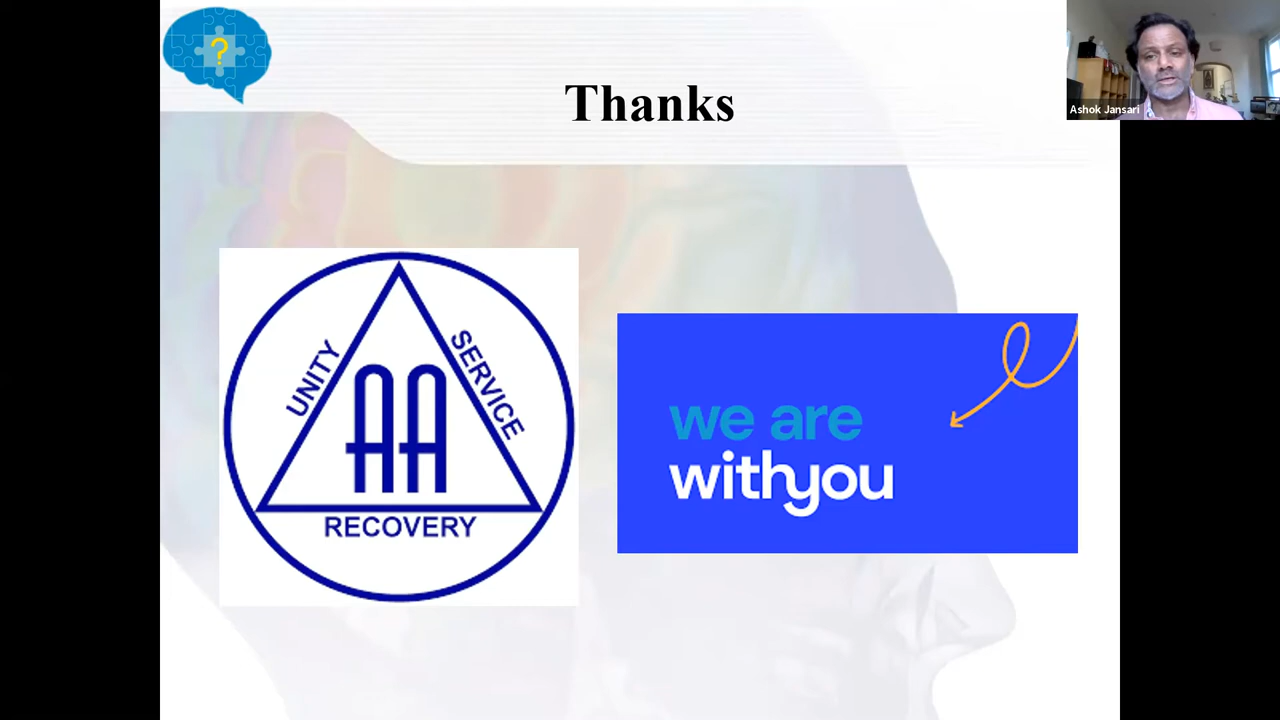 ?
Thanks
Ashok Jansari
UNITY
SERVICE
AA
RECOVERY
we are
withyou